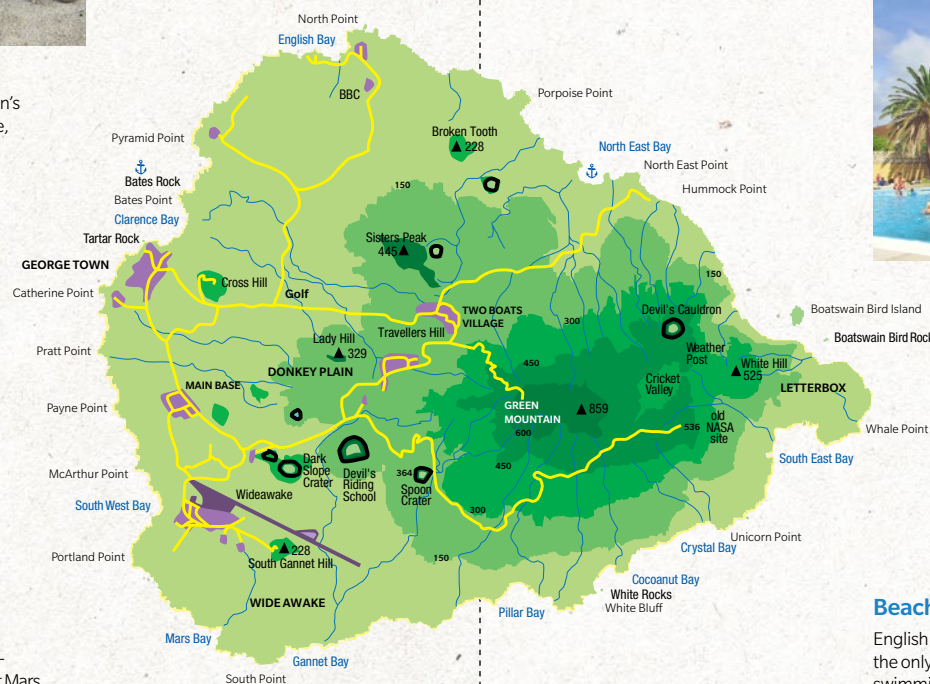 North Point
English Bay
n's
e,
BBC
Porpoise Point
Broken Tooth
228
Pyramid Point
North East Bay
North East Point
Bates Rock
Hummock Point
150
Bates Point
Clarence Bay
Tartar Rock
Sisters Peak
445
GEORGE TOWN
150
Cross Hill
Catherine Point
Golf
Devil's Cauldron
Boatswain Bird Island
TWO BOATS
VILLAGE
300
Travellers Hill
Boatswain Bird Rock
Lady Hill
329
Weather
Post
Pratt Point
450
White Hill
525
DONKEY PLAIN
Cricket
Valley
MAIN BASE
LETTERBOX
Payne Point
GREEN
MOUNTAIN
859
old
NASA
site
536
Whale Point
600
Dark
Slope
Crater
South East Bay
450
McArthur Point
Devil's
Riding
School
364
Spoon
Crater
Wideawake
South West Bay
300
Unicorn Point
228
Portland Point
South Gannet Hill
150
Crystal Bay
Cocoanut Bay
White Rocks
White Bluff
WIDE AWAKE
Pillar Bay
Beach
Mars Bay
English
Gannet Bay
the only
South Point
swimmi
Mars